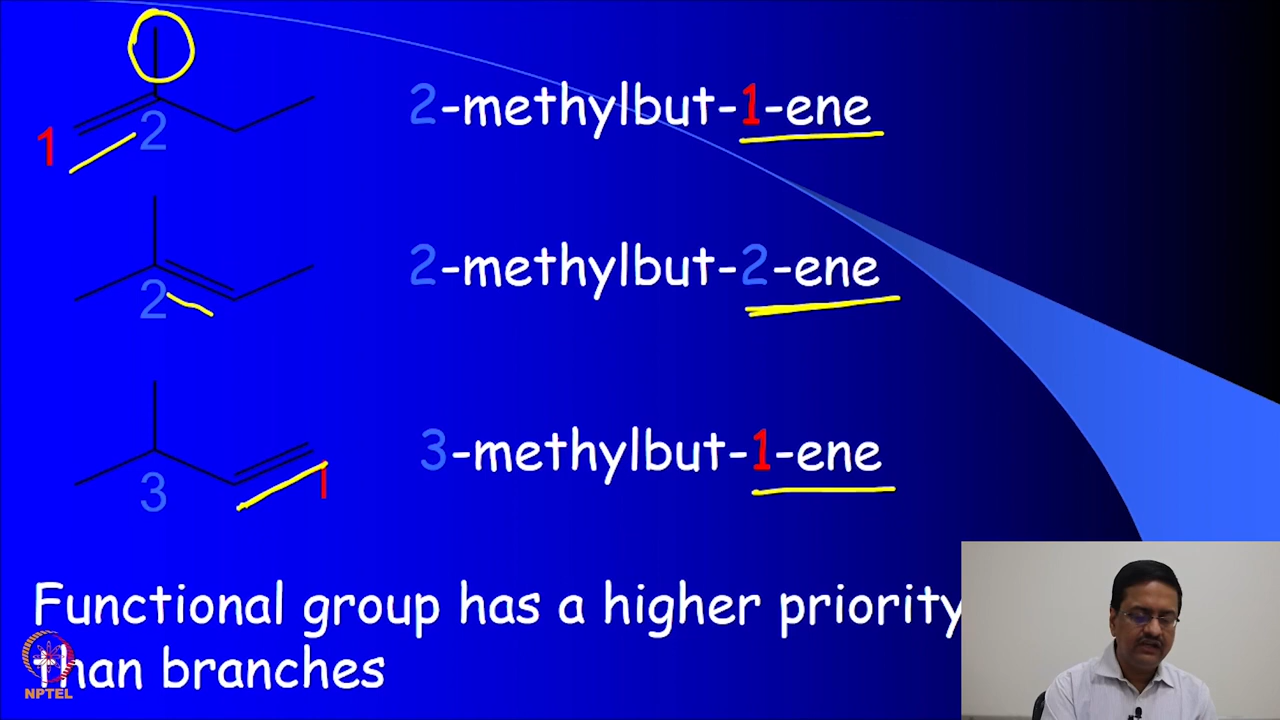 1 2 2-methylbut-1-ene
2 2-methylbut-2-ene
3 1 3-methylbut-1-ene
Functional group has a higher priority
than branches
NPTEL